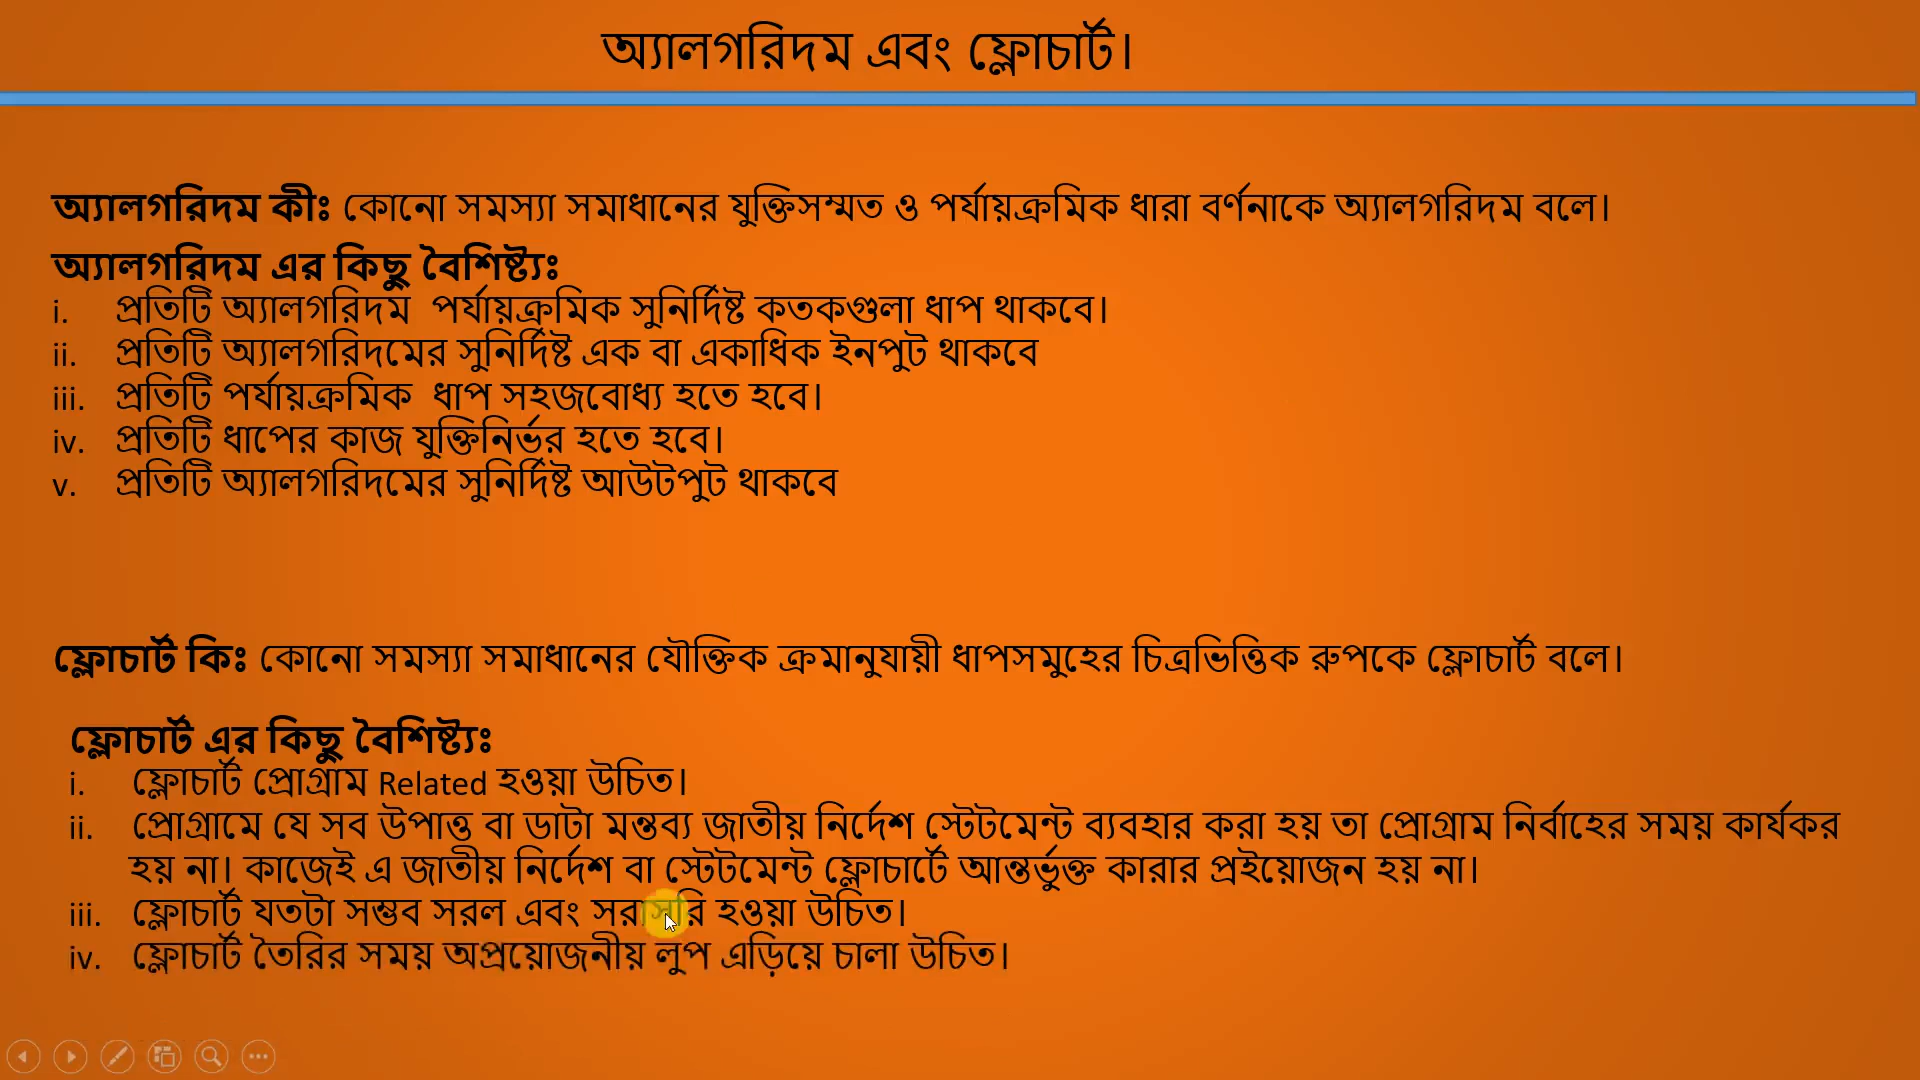 অ্যালগরিদম এবং ফ্লোচার্ট।
অ্যালগরিদম কীঃ কোনো সমস্যা সমাধানের যুক্তিসম্মত ও পর্যায়ক্রমিক ধারা বর্ণনাকে অ্যালগরিদম বলে।
অ্যালগরিদম এর কিছু বৈশিষ্ট্যঃ
i. প্রতিটি অ্যালগরিদম পর্যায়ক্রমিক সুনির্দিষ্ট কতকগুলা ধাপ থাকবে।
ii. প্রতিটি অ্যালগরিদমের সুনির্দিষ্ট এক বা একাধিক ইনপুট থাকবে
iii. প্রতিটি পর্যায়ক্রমিক ধাপ সহজবোধ্য হতে হবে।
iv. প্রতিটি ধাপের কাজ যুক্তিনির্ভর হতে হবে।
v. প্রতিটি অ্যালগরিদমের সুনির্দিষ্ট আউটপুট থাকবে
ফ্লোচার্ট কিঃ কোনো সমস্যা সমাধানের যৌক্তিক ক্রমানুযায়ী ধাপসমুহের চিত্রভিত্তিক রুপকে ফ্লোচার্ট বলে।
ফ্লোচার্ট এর কিছু বৈশিষ্ট্যঃ
i. ফ্লোচার্ট প্রোগ্রাম Related হওয়া উচিত।
ii. প্রোগ্রামে যে সব উপাত্ত বা ডাটা মন্তব্য জাতীয় নির্দেশ স্টেটমেন্ট ব্যবহার করা হয় তা প্রোগ্রাম নির্বাহের সময় কার্যকর
হয় না। কাজেই এ জাতীয় নির্দেশ বা স্টেটমেন্ট ফ্লোচার্টে আন্তর্ভুক্ত কারার প্রইয়োজন হয় না।
iii. ফ্লোচার্ট যতটা সম্ভব সরল এবং সরাসরি হওয়া উচিত।
iv. ফ্লোচার্ট তৈরির সময় অপ্রয়োজনীয় লুপ এড়িয়ে চালা উচিত।